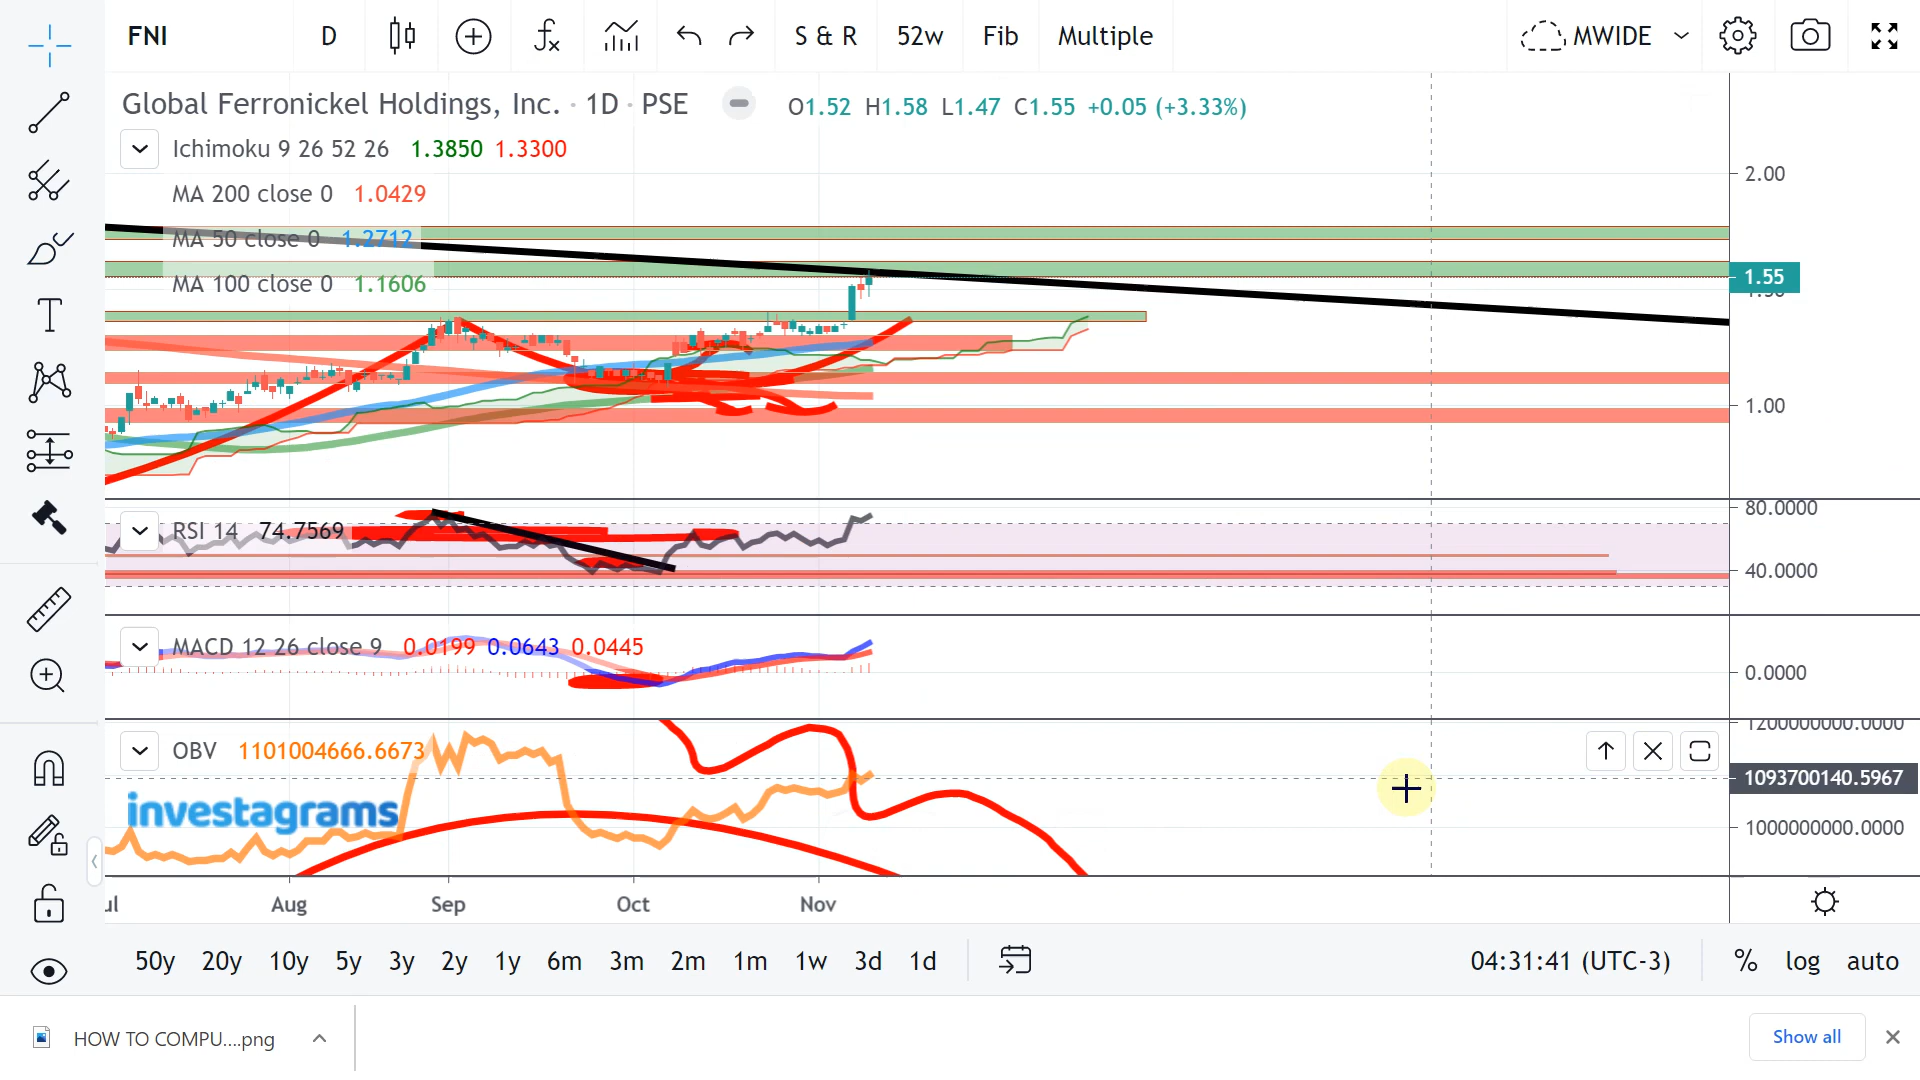 FNI D S & R 52w Fib Multiple MWIDE
Global Ferronickel Holdings, Inc. · 1D · PSE O1.52 H1.58 L1.47 C1.55 +0.05 (+3.33%)
Ichimoku 9 26 52 26 1.3850 1.3300
MA 200 close 0 1.0429
MA 50 close 0 1.2712
MA 100 close 0 1.1606
2.00
1.55
1.50
1.00
RSI 14 74.7569
80.0000
40.0000
MACD 12 26 close 9 0.0199 0.0643 0.0445
0.0000
OBV 1101004666.6673
1200000000.0000
1093700140.5967
1000000000.0000
investagrams
ul Aug Sep Oct Nov
50y 20y 10y 5y 3y 2y 1y 6m 3m 2m 1m 1w 3d 1d 04:31:41 (UTC-3) % log auto
HOW TO COMPU....png Show all